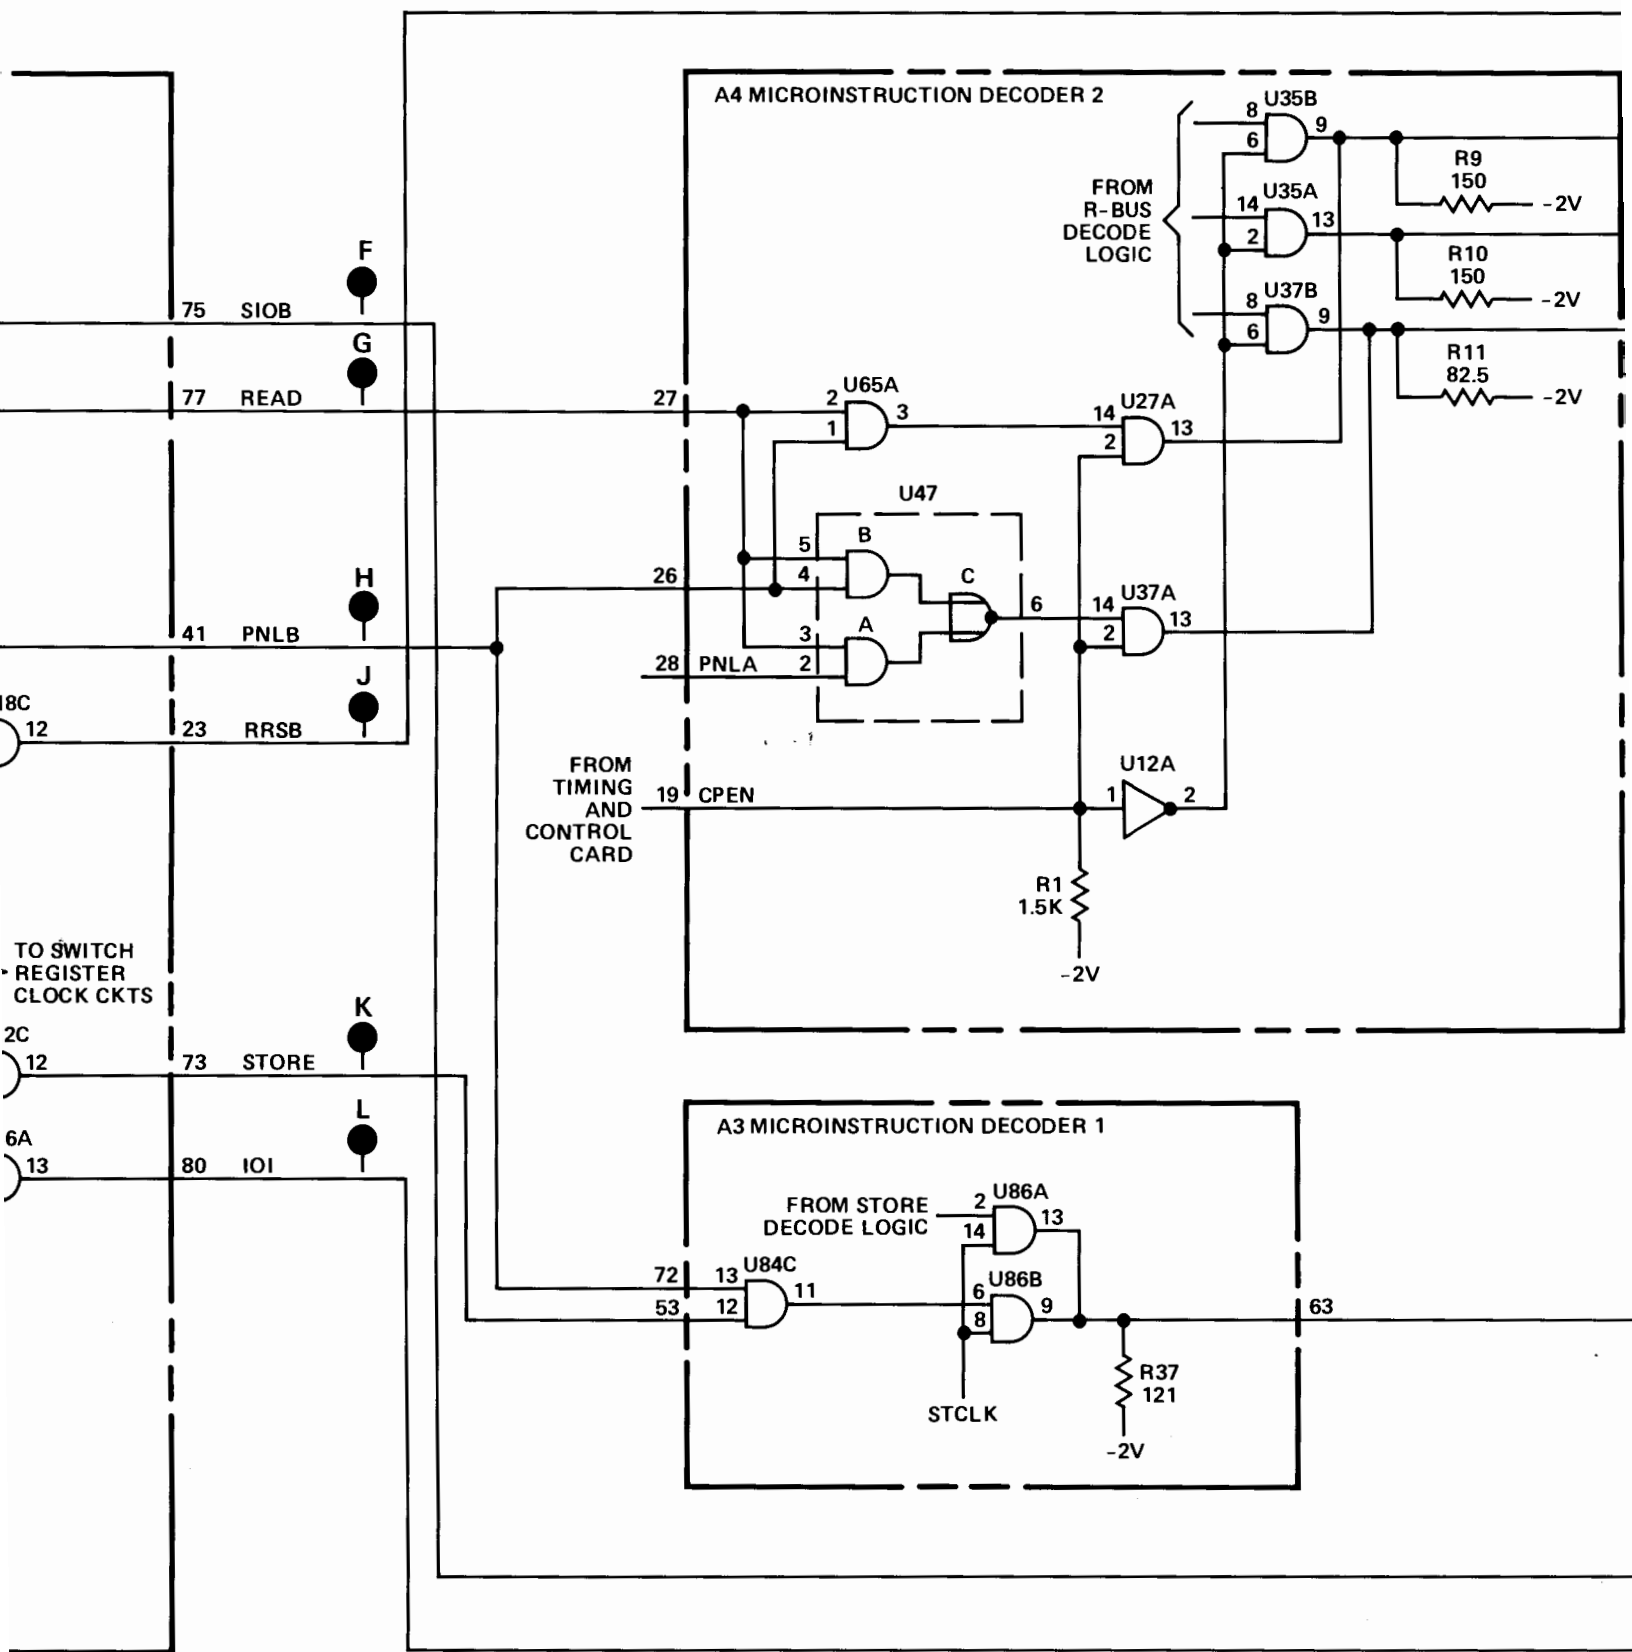 A4 MICROINSTRUCTION DECODER 2
U35B
8
9
6
R9
150
-2V
FROM
R-BUS
DECODE
LOGIC
U35A
14
13
2
R10
150
-2V
U37B
8
9
6
R11
82.5
-2V
F
75 SIOB
G
77 READ
27
U65A
2
3
1
U27A
14
13
2
U47
B
5
4
26
C
6
U37A
14
13
2
H
41 PNLB
A
3
2
28 PNLA
J
18C
12
23 RRSB
FROM
TIMING
AND
CONTROL
CARD
19 CPEN
U12A
1
2
R1
1.5K
-2V
TO SWITCH
REGISTER
CLOCK CKTS
K
2C
12
73 STORE
L
6A
13
80 IOI
A3 MICROINSTRUCTION DECODER 1
FROM STORE
DECODE LOGIC
U86A
2
13
14
72
13
U84C
11
53
12
U86B
6
9
8
63
R37
121
-2V
STCLK